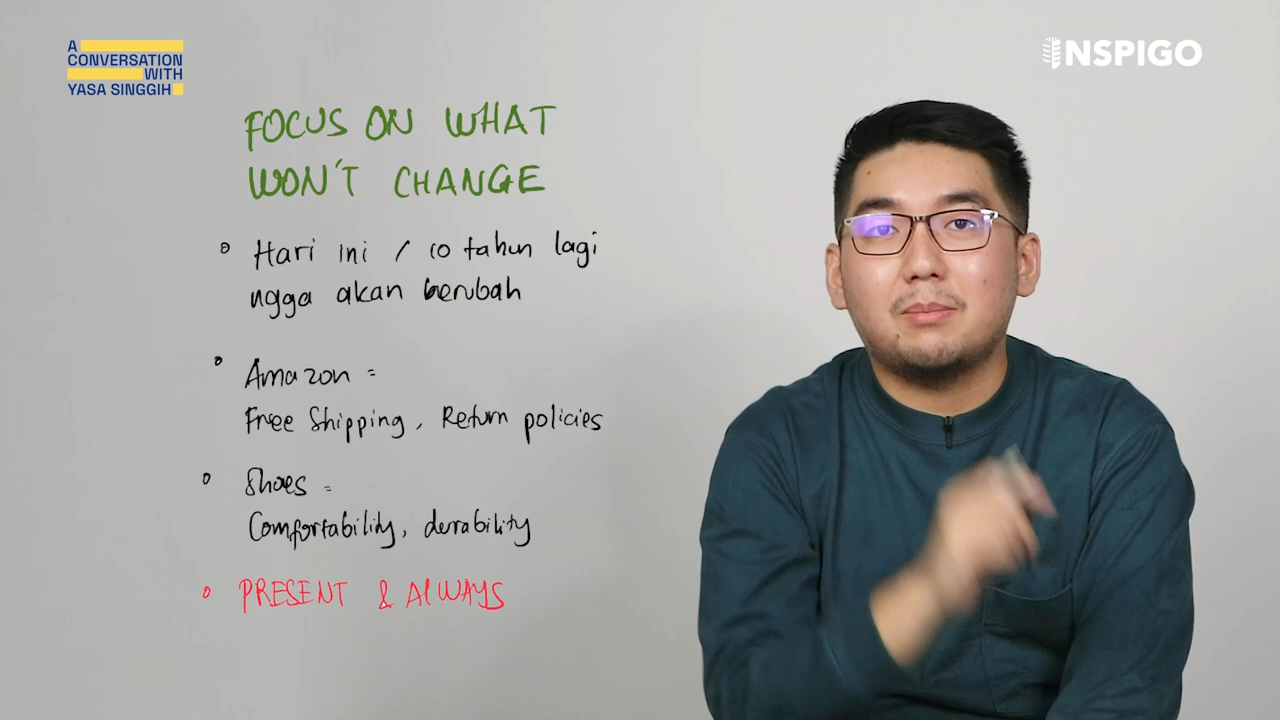 A
CONVERSATION
WITH
YASA SINGGIH
INSPIGO
FOCUS ON WHAT
WON'T CHANGE
Hari ini / 10 tahun lagi
ngga akan berubah
Amazon =
Free Shipping, Return policies
Shoes =
Comfortability, durability
PRESENT & AlWAYS